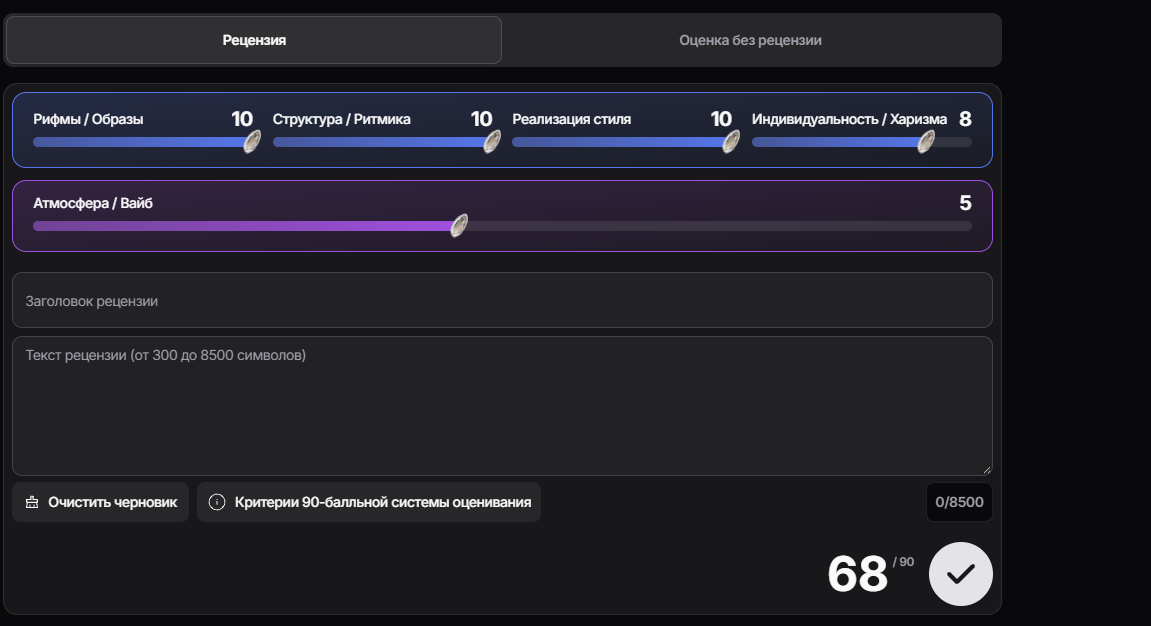 Рецензия
Оценка без рецензии
Рифмы / Образы 10
Структура / Ритмика 10
Реализация стиля 10
Индивидуальность / Харизма 8
Атмосфера / Вайб 5
Заголовок рецензии
Текст рецензии (от 300 до 8500 символов)
Очистить черновик
Критерии 90-балльной системы оценивания
0/8500
68 / 90